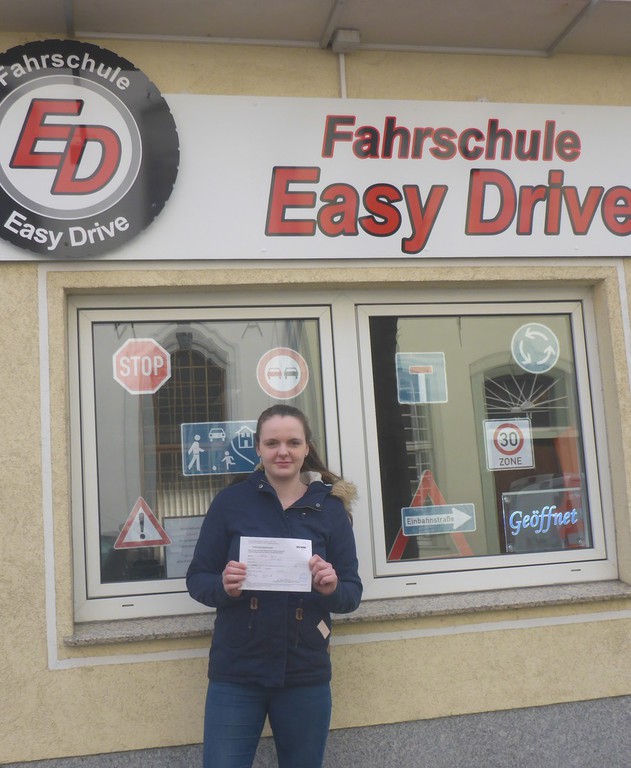 Fahrschule
ED
Easy Drive
Fahrschule
Easy Drive
STOP
30
ZONE
Einbahnstraße
Geöffnet